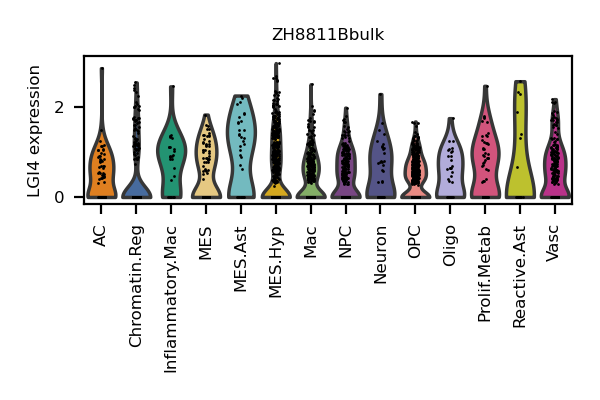 ZH8811Bbulk
LGI4 expression
2
0
AC
Chromatin.Reg
Inflammatory.Mac
MES
MES.Ast
MES.Hyp
Mac
NPC
Neuron
OPC
Oligo
Prolif.Metab
Reactive.Ast
Vasc